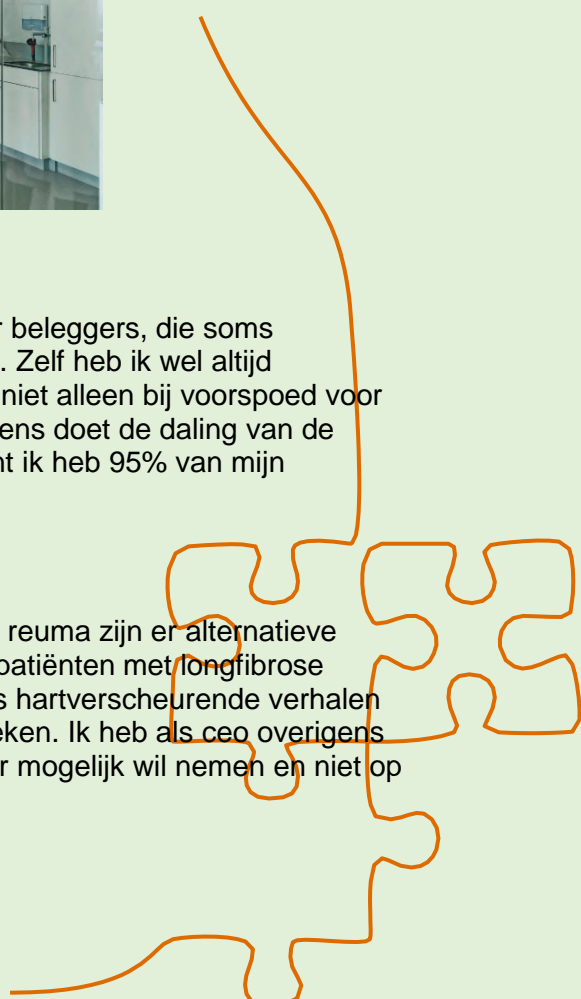 beleggers, die soms
. Zelf heb ik wel altijd
niet alleen bij voorspoed voor
ens doet de daling van de
ik heb 95% van mijn
reuma zijn er alternatieve
patiënten met longfibrose
s hartverscheurende verhalen
eken. Ik heb als ceo overigens
r mogelijk wil nemen en niet op